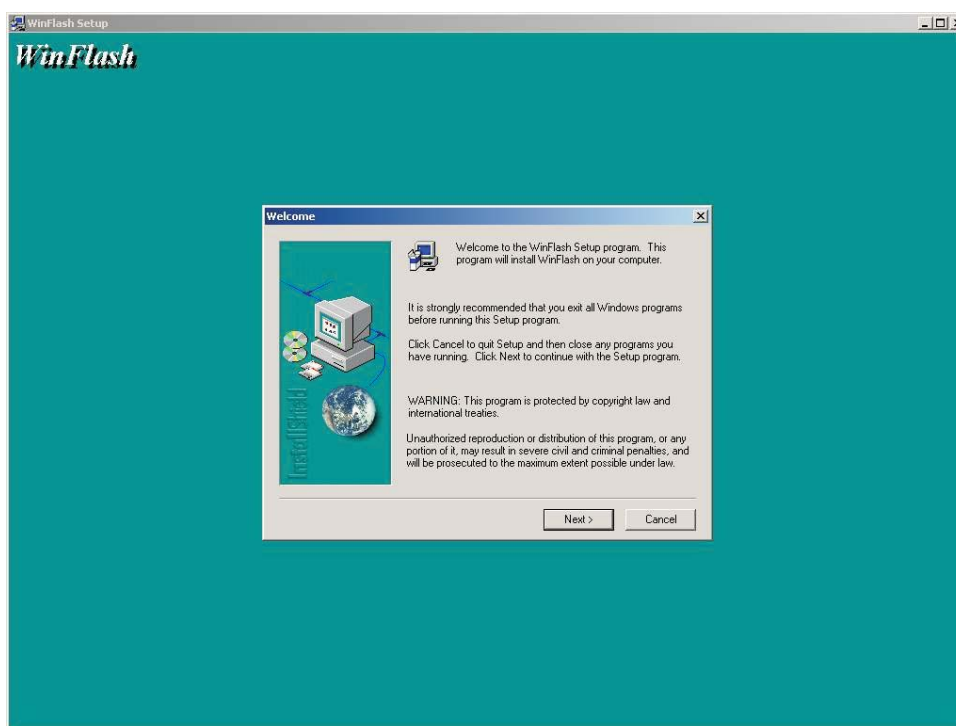 WinFlash Setup
WinFlash
Welcome
Welcome to the WinFlash Setup program. This
program will install WinFlash on your computer.
It is strongly recommended that you exit all Windows programs
before running this Setup program.
Click Cancel to quit Setup and then close any programs you
have running. Click Next to continue with the Setup program.
WARNING: This program is protected by copyright law and
international treaties.
Unauthorized reproduction or distribution of this program, or any
portion of it, may result in severe civil and criminal penalties, and
will be prosecuted to the maximum extent possible under law.
InstallShield
Next >
Cancel